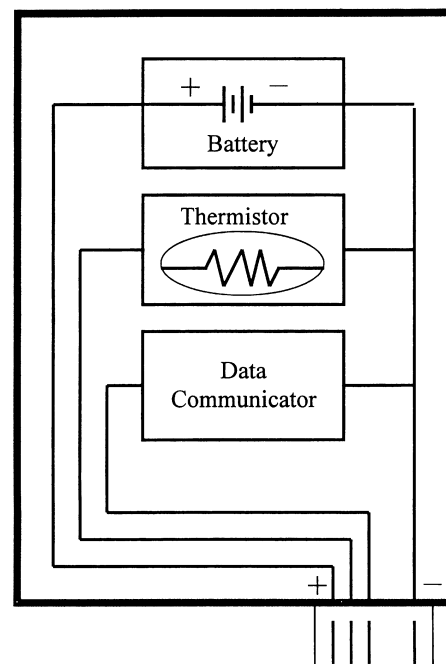 + −
Battery
Thermistor
Data
Communicator
+ −